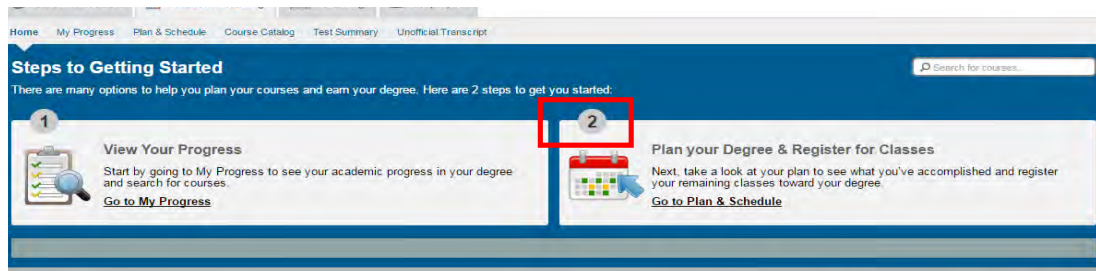 Home My Progress Plan & Schedule Course Catalog Test Summary Unofficial Transcript
Steps to Getting Started
Search for courses...
There are many options to help you plan your courses and earn your degree. Here are 2 steps to get you started:
1
View Your Progress
Start by going to My Progress to see your academic progress in your degree
and search for courses.
Go to My Progress
2
Plan your Degree & Register for Classes
Next, take a look at your plan to see what you've accomplished and register
your remaining classes toward your degree.
Go to Plan & Schedule